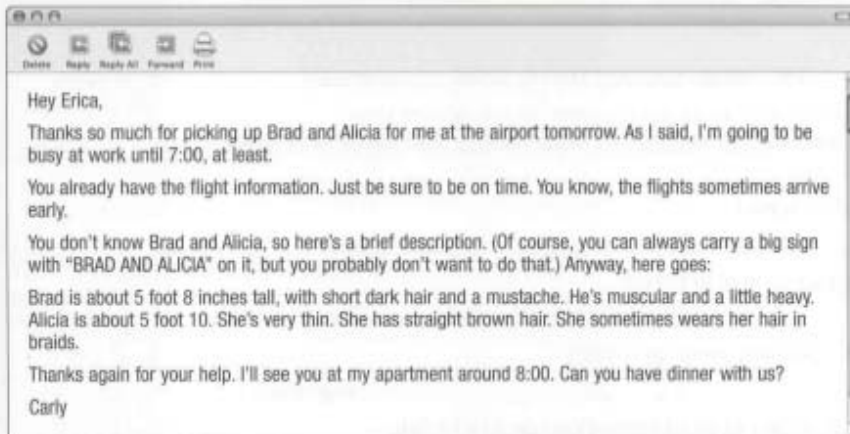 Delete Reply Reply All Forward Print
Hey Erica,
Thanks so much for picking up Brad and Alicia for me at the airport tomorrow. As I said, I'm going to be
busy at work until 7:00, at least.
You already have the flight information. Just be sure to be on time. You know, the flights sometimes arrive
early.
You don't know Brad and Alicia, so here's a brief description. (Of course, you can always carry a big sign
with "BRAD AND ALICIA" on it, but you probably don't want to do that.) Anyway, here goes:
Brad is about 5 foot 8 inches tall, with short dark hair and a mustache. He's muscular and a little heavy.
Alicia is about 5 foot 10. She's very thin. She has straight brown hair. She sometimes wears her hair in
braids.
Thanks again for your help. I'll see you at my apartment around 8:00. Can you have dinner with us?
Carly